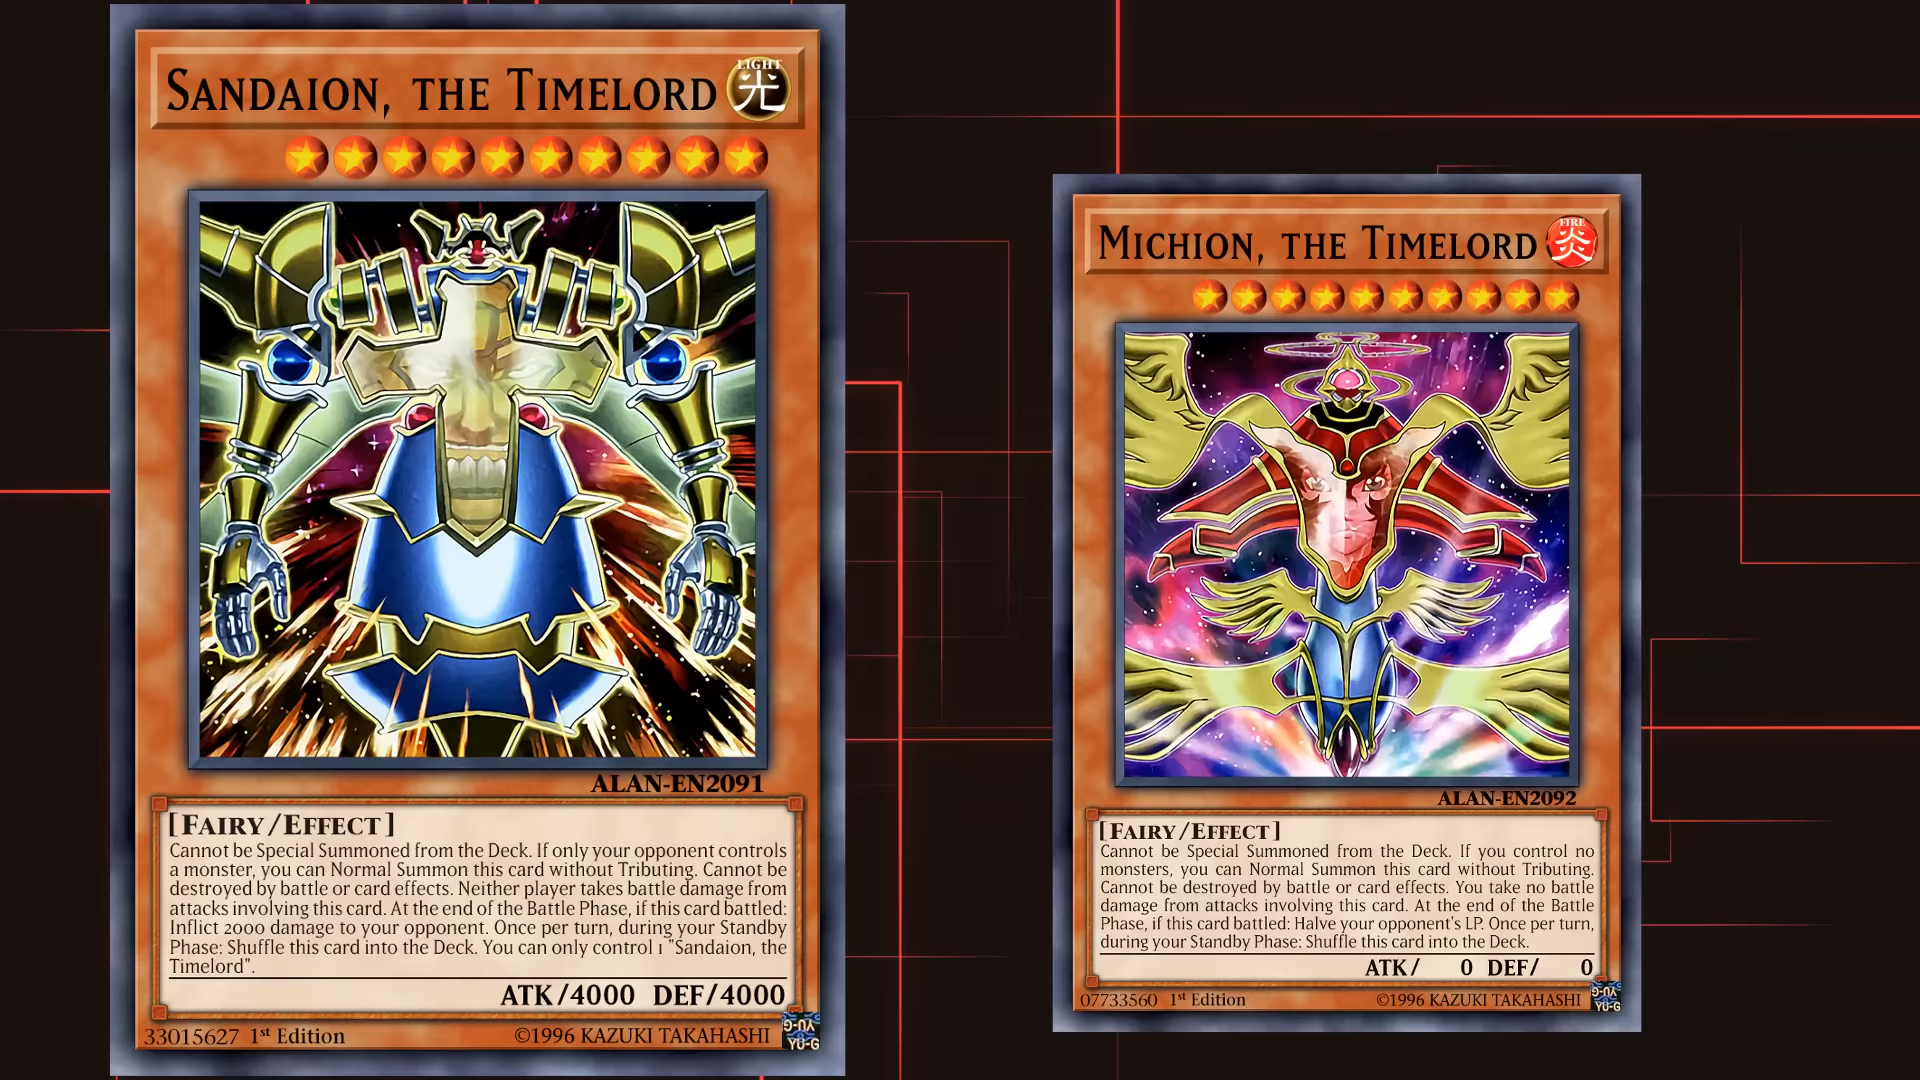 SANDAION, THE TIMELORD
LIGHT
光
ALAN-EN2091
[FAIRY/EFFECT]
Cannot be Special Summoned from the Deck. If only your opponent controls
a monster, you can Normal Summon this card without Tributing. Cannot be
destroyed by battle or card effects. Neither player takes battle damage from
attacks involving this card. At the end of the Battle Phase, if this card battled:
Inflict 2000 damage to your opponent. Once per turn, during your Standby
Phase: Shuffle this card into the Deck. You can only control 1 "Sandaion, the
Timelord".
ATK/4000 DEF/4000
33015627 1st Edition
©1996 KAZUKI TAKAHASHI
YU-G
YU-G
MICHION, THE TIMELORD
FIRE
炎
ALAN-EN2092
[FAIRY/EFFECT]
Cannot be Special Summoned from the Deck. If you control no
monsters, you can Normal Summon this card without Tributing.
Cannot be destroyed by battle or card effects. You take no battle
damage from attacks involving this card. At the end of the Battle
Phase, if this card battled: Halve your opponent's LP. Once per turn,
during your Standby Phase: Shuffle this card into the Deck.
ATK/ 0 DEF/ 0
07733560 1st Edition
©1996 KAZUKI TAKAHASHI
YU-G
YU-G